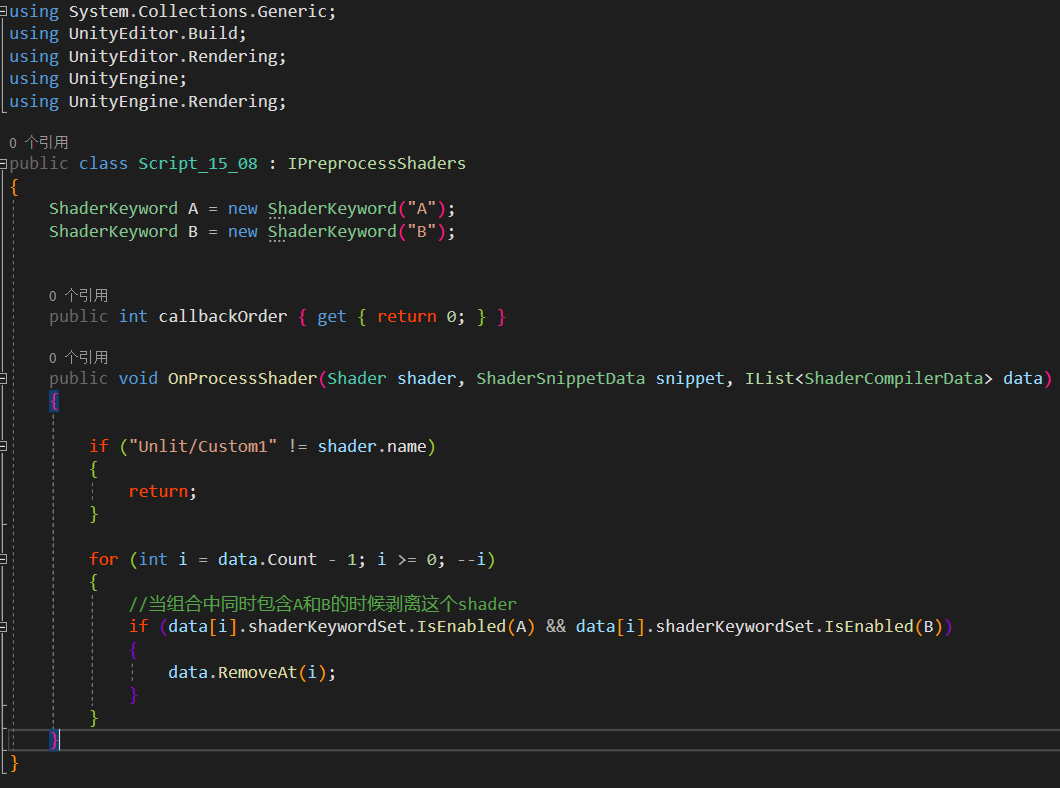 using System.Collections.Generic;
using UnityEditor.Build;
using UnityEditor.Rendering;
using UnityEngine;
using UnityEngine.Rendering;
0 个引用
public class Script_15_08 : IPreprocessShaders
{
ShaderKeyword A = new ShaderKeyword("A");
ShaderKeyword B = new ShaderKeyword("B");
0 个引用
public int callbackOrder { get { return 0; } }
0 个引用
public void OnProcessShader(Shader shader, ShaderSnippetData snippet, IList<ShaderCompilerData> data)
{
if ("Unlit/Custom1" != shader.name)
{
return;
}
for (int i = data.Count - 1; i >= 0; --i)
{
//当组合中同时包含A和B的时候剥离这个shader
if (data[i].shaderKeywordSet.IsEnabled(A) && data[i].shaderKeywordSet.IsEnabled(B))
{
data.RemoveAt(i);
}
}
}
}